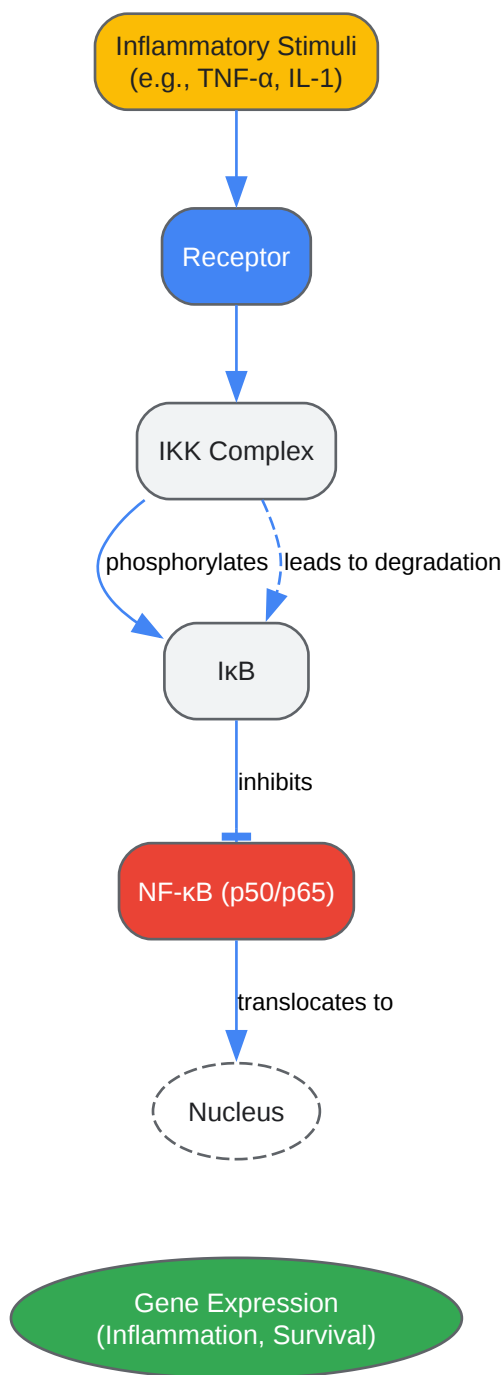 Inflammatory Stimuli
(e.g., TNF-α, IL-1)
Receptor
IKK Complex
phosphorylates
leads to degradation
IκB
inhibits
NF-κB (p50/p65)
translocates to
Nucleus
Gene Expression
(Inflammation, Survival)